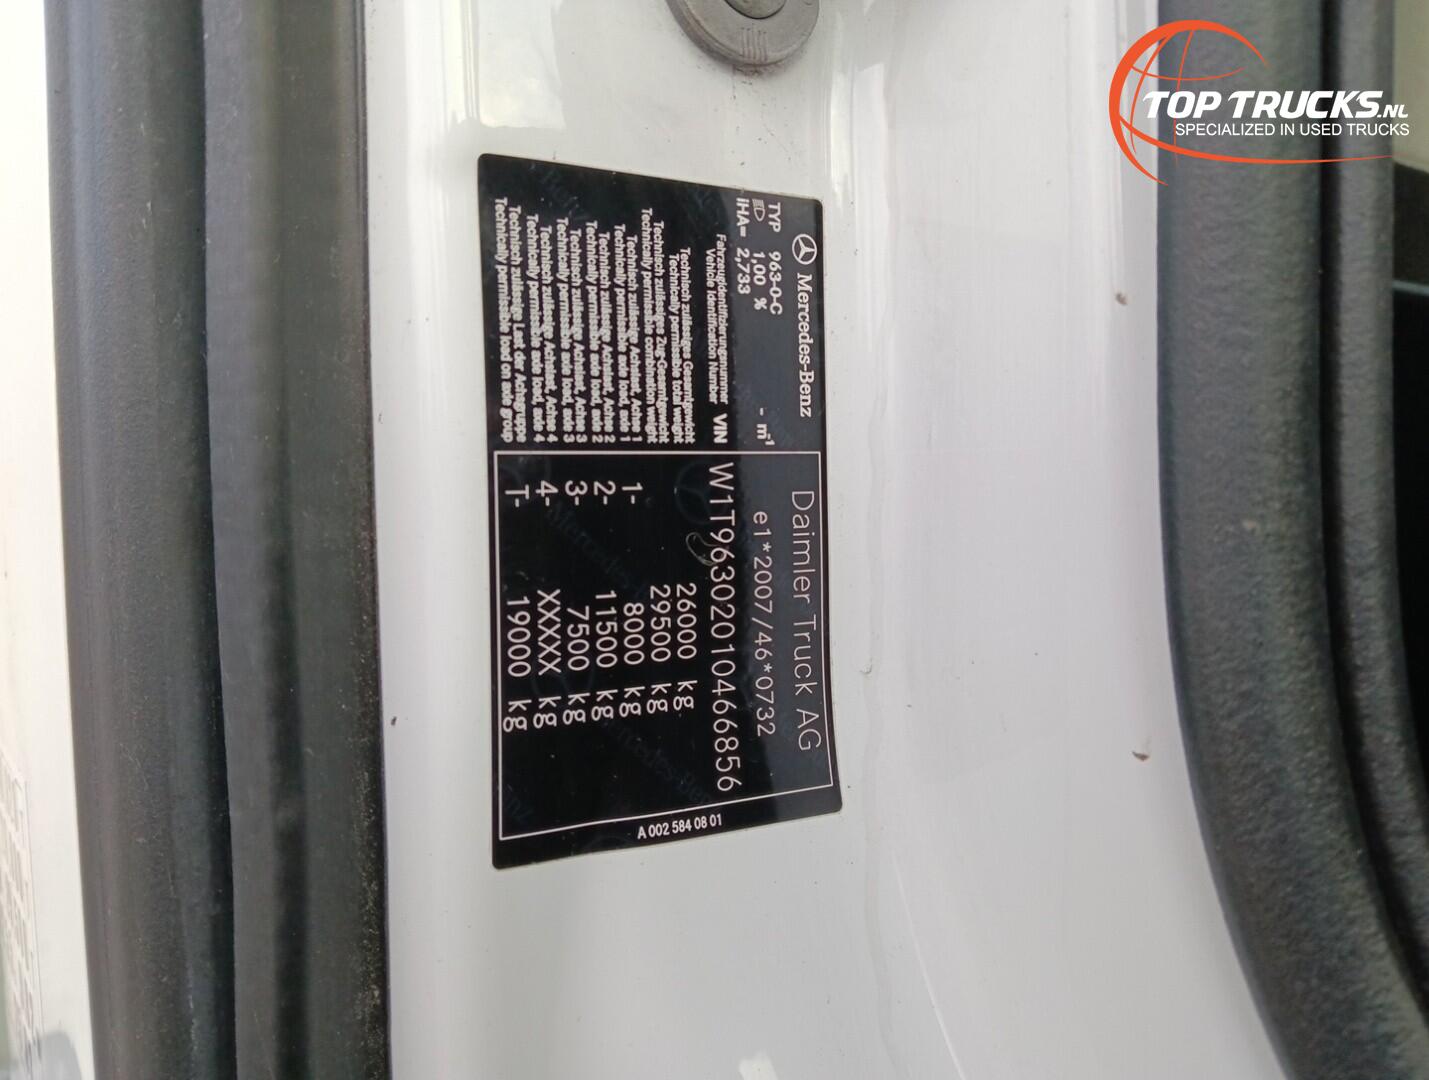 TOP TRUCKS.NL
SPECIALIZED IN USED TRUCKS
Mercedes-Benz
TYP 963-0-C
1,00 % - m-1
iHA= 2,733
Daimler Truck AG
e1*2007/46*0732
Fahrzeugidentifizierungsnummer
Vehicle Identification Number VIN W1T96302010466856
Technisch zulässiges Gesamtgewicht
Technically permissible total weight 26000 kg
Technisch zulässiges Zug-Gesamtgewicht
Technically permissible combination weight 29500 kg
Technisch zulässige Achslast, Achse 1
Technically permissible axle load, axle 1 1- 8000 kg
Technisch zulässige Achslast, Achse 2
Technically permissible axle load, axle 2 2- 11500 kg
Technisch zulässige Achslast, Achse 3
Technically permissible axle load, axle 3 3- 7500 kg
Technisch zulässige Achslast, Achse 4
Technically permissible axle load, axle 4 4- XXXXX kg
Technisch zulässige Last der Achsgruppe
Technically permissible load on axle group T- 19000 kg
A 002 584 08 01